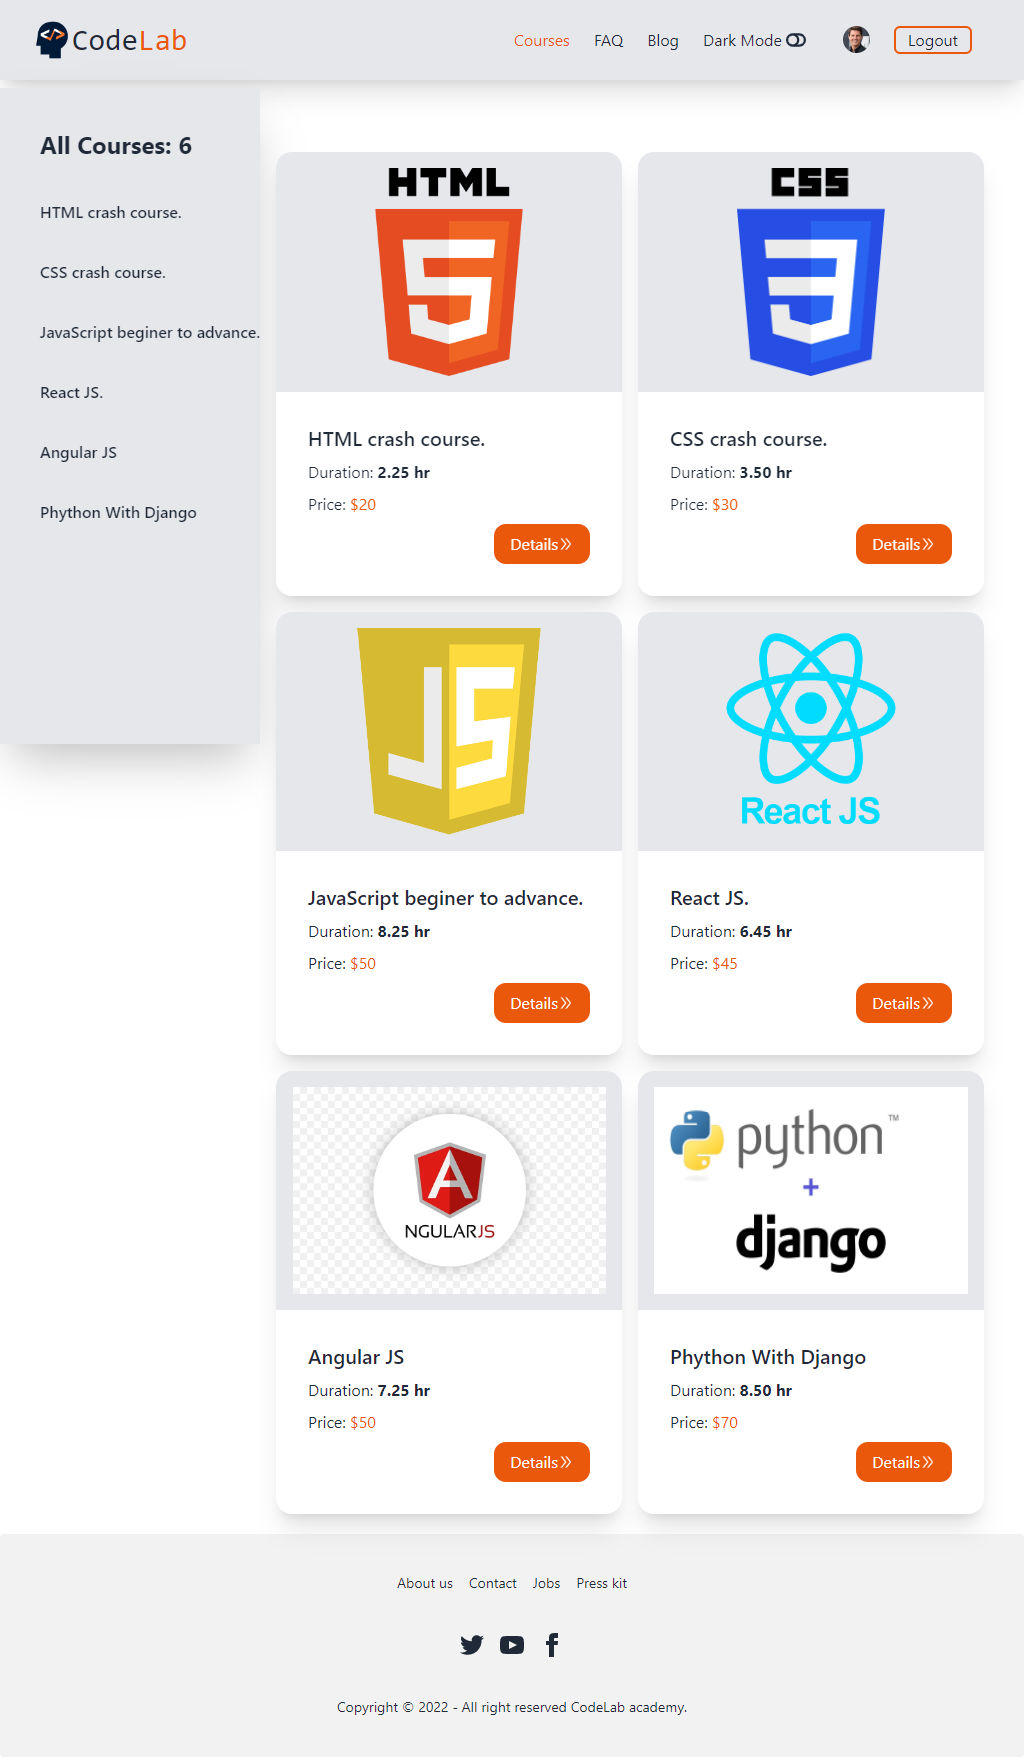 CodeLab
Courses FAQ Blog Dark Mode Logout
All Courses: 6
HTML crash course.
CSS crash course.
JavaScript beginer to advance.
React JS.
Angular JS
Phython With Django
HTML
5
HTML crash course.
Duration: 2.25 hr
Price: $20
Details
CSS
3
CSS crash course.
Duration: 3.50 hr
Price: $30
Details
JS
JavaScript beginer to advance.
Duration: 8.25 hr
Price: $50
Details
React JS
React JS.
Duration: 6.45 hr
Price: $45
Details
A
NGULARJS
Angular JS
Duration: 7.25 hr
Price: $50
Details
python™
+
django
Phython With Django
Duration: 8.50 hr
Price: $70
Details
About us Contact Jobs Press kit
Copyright © 2022 - All right reserved CodeLab academy.